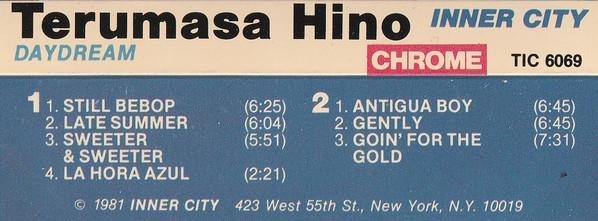 Terumasa Hino INNER CITY
DAYDREAM CHROME TIC 6069
1 1. STILL BEBOP (6:25)
2. LATE SUMMER (6:04)
3. SWEETER (5:51)
& SWEETER
4. LA HORA AZUL (2:21)
2 1. ANTIGUA BOY (6:45)
2. GENTLY (6:45)
3. GOIN' FOR THE (7:31)
GOLD
© 1981 INNER CITY 423 West 55th St., New York, N.Y. 10019